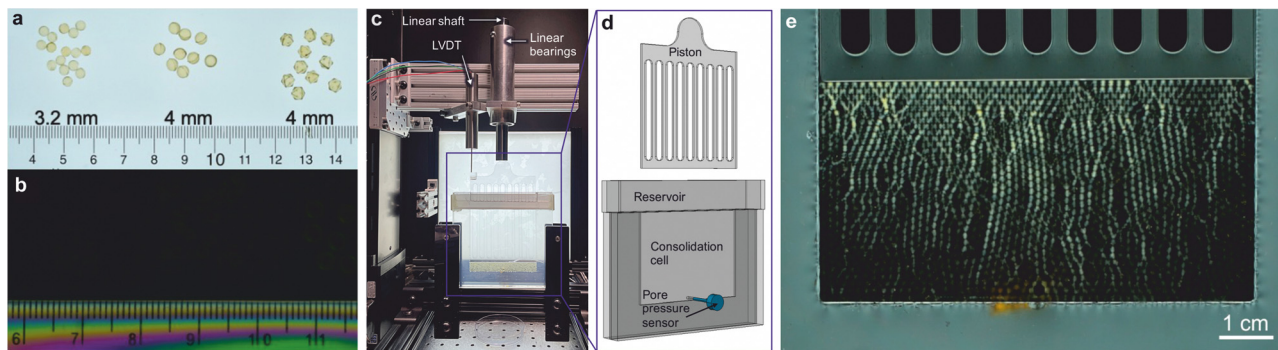 a
3.2 mm 4 mm 4 mm
4 5 6 7 8 9 10 11 12 13 14
b
6 7 8 9 10 11
c
Linear shaft
Linear
bearings
LVDT
d
Piston
Reservoir
Consolidation
cell
Pore
pressure
sensor
e
1 cm